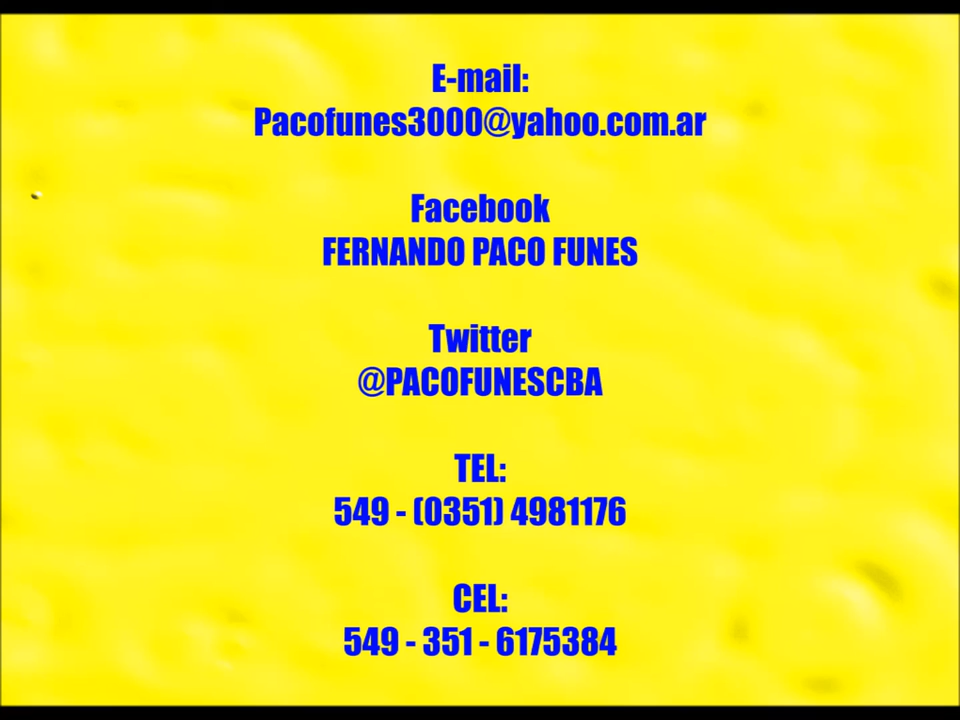 E-mail:
Pacofunes3000@yahoo.com.ar
Facebook
FERNANDO PACO FUNES
Twitter
@PACOFUNESCBA
TEL:
549 - (0351) 4981176
CEL:
549 - 351 - 6175384